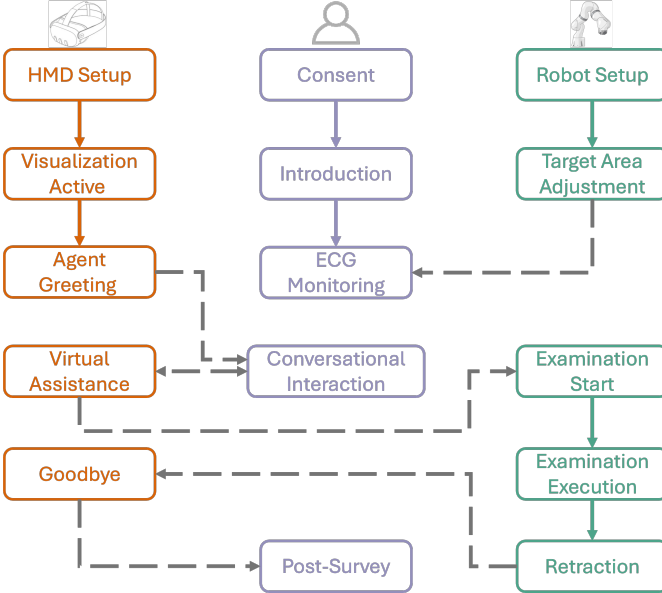 HMD Setup
Consent
Robot Setup
Visualization
Active
Introduction
Target Area
Adjustment
Agent
Greeting
ECG
Monitoring
Virtual
Assistance
Conversational
Interaction
Examination
Start
Goodbye
Examination
Execution
Post-Survey
Retraction